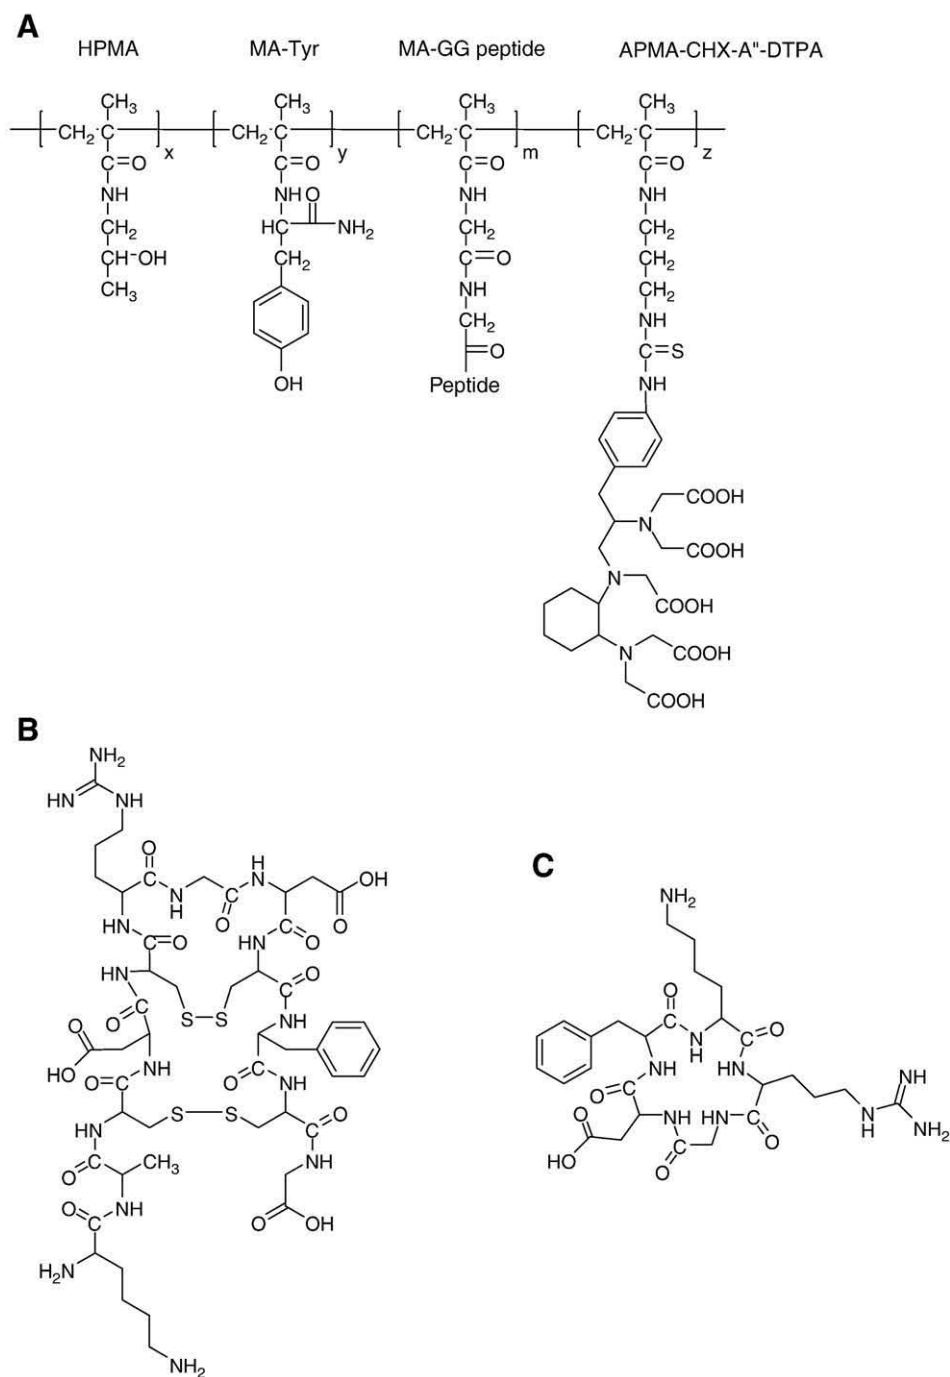 A
HPMA MA-Tyr MA-GG peptide APMA-CHX-A"-DTPA
CH3 CH3 CH3 CH3
CH2 C x CH2 C y CH2 C m CH2 C z
C=O C=O C=O C=O
NH NH O NH NH
CH2 HC NH2 CH2 CH2
CH-OH CH2 C=O CH2
CH3 NH CH2
CH2 NH
OH C=O C=S
Peptide NH
COOH
N
COOH
N
COOH
N COOH
COOH
B
NH2
HN NH
O H
C N OH
N C O
H O
HN C=O HN C=O
HN C=O
O=C S-S NH
O
HO NH C
O=C O NH
S S C=O
HN
C CH3 NH
O
O=C NH O OH
H2N
NH2
C
NH2
O
C N C=O
H
NH HN NH
O=C
O NH HN C N NH2
H
HO C O
O